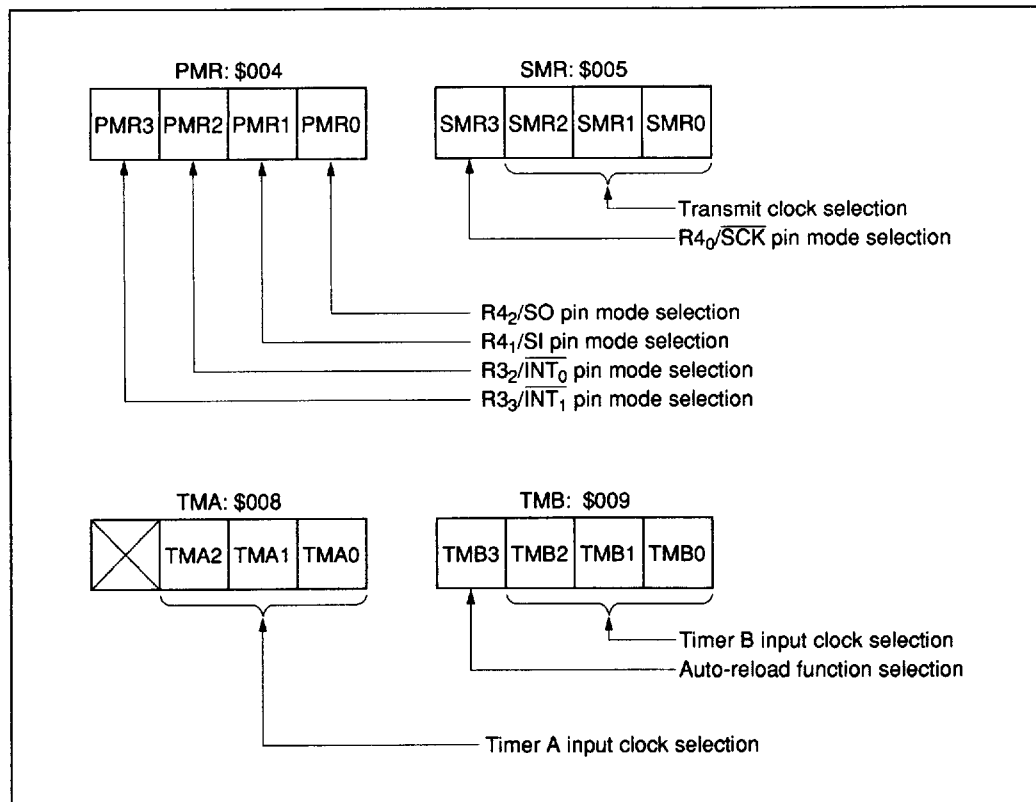 PMR: $004
PMR3 PMR2 PMR1 PMR0
R4₂/SO pin mode selection
R4₁/SI pin mode selection
R3₂/I̅N̅T̅₀̅ pin mode selection
R3₃/I̅N̅T̅₁̅ pin mode selection
SMR: $005
SMR3 SMR2 SMR1 SMR0
Transmit clock selection
R4₀/S̅C̅K̅ pin mode selection
TMA: $008
TMA2 TMA1 TMA0
Timer A input clock selection
TMB: $009
TMB3 TMB2 TMB1 TMB0
Timer B input clock selection
Auto-reload function selection